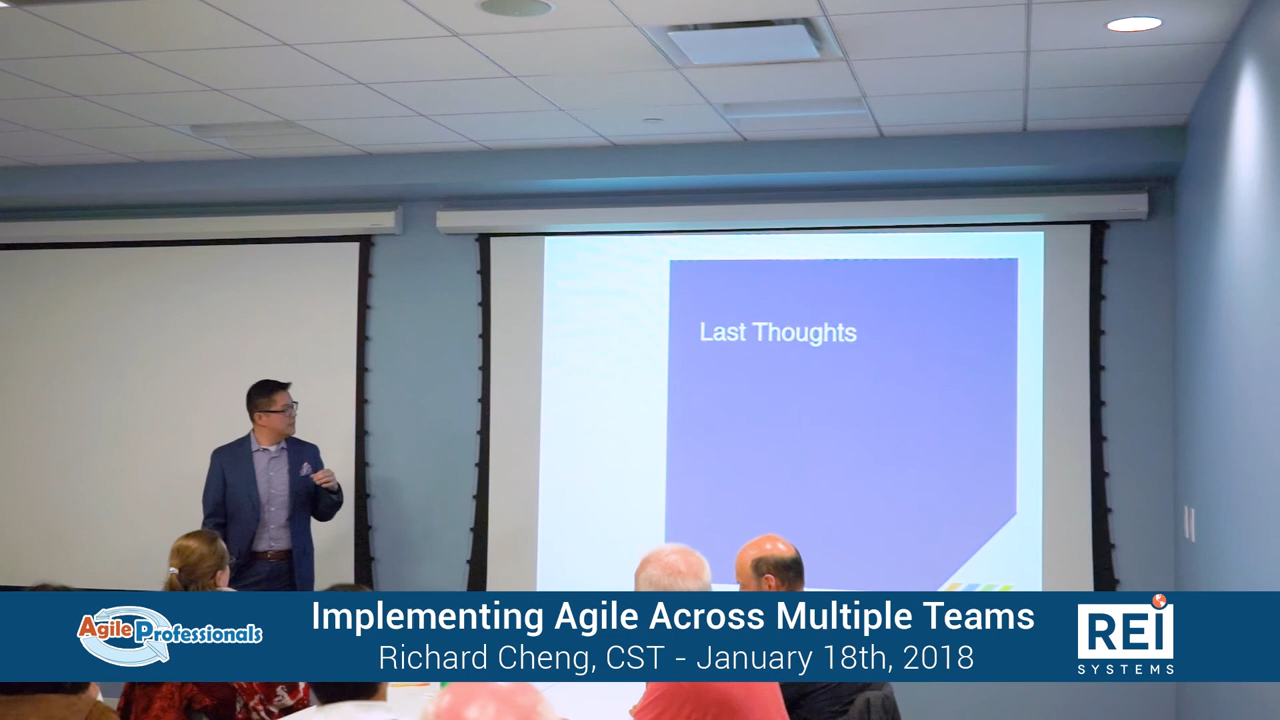 Last Thoughts
Agile Professionals
Implementing Agile Across Multiple Teams
Richard Cheng, CST - January 18th, 2018
REI
SYSTEMS